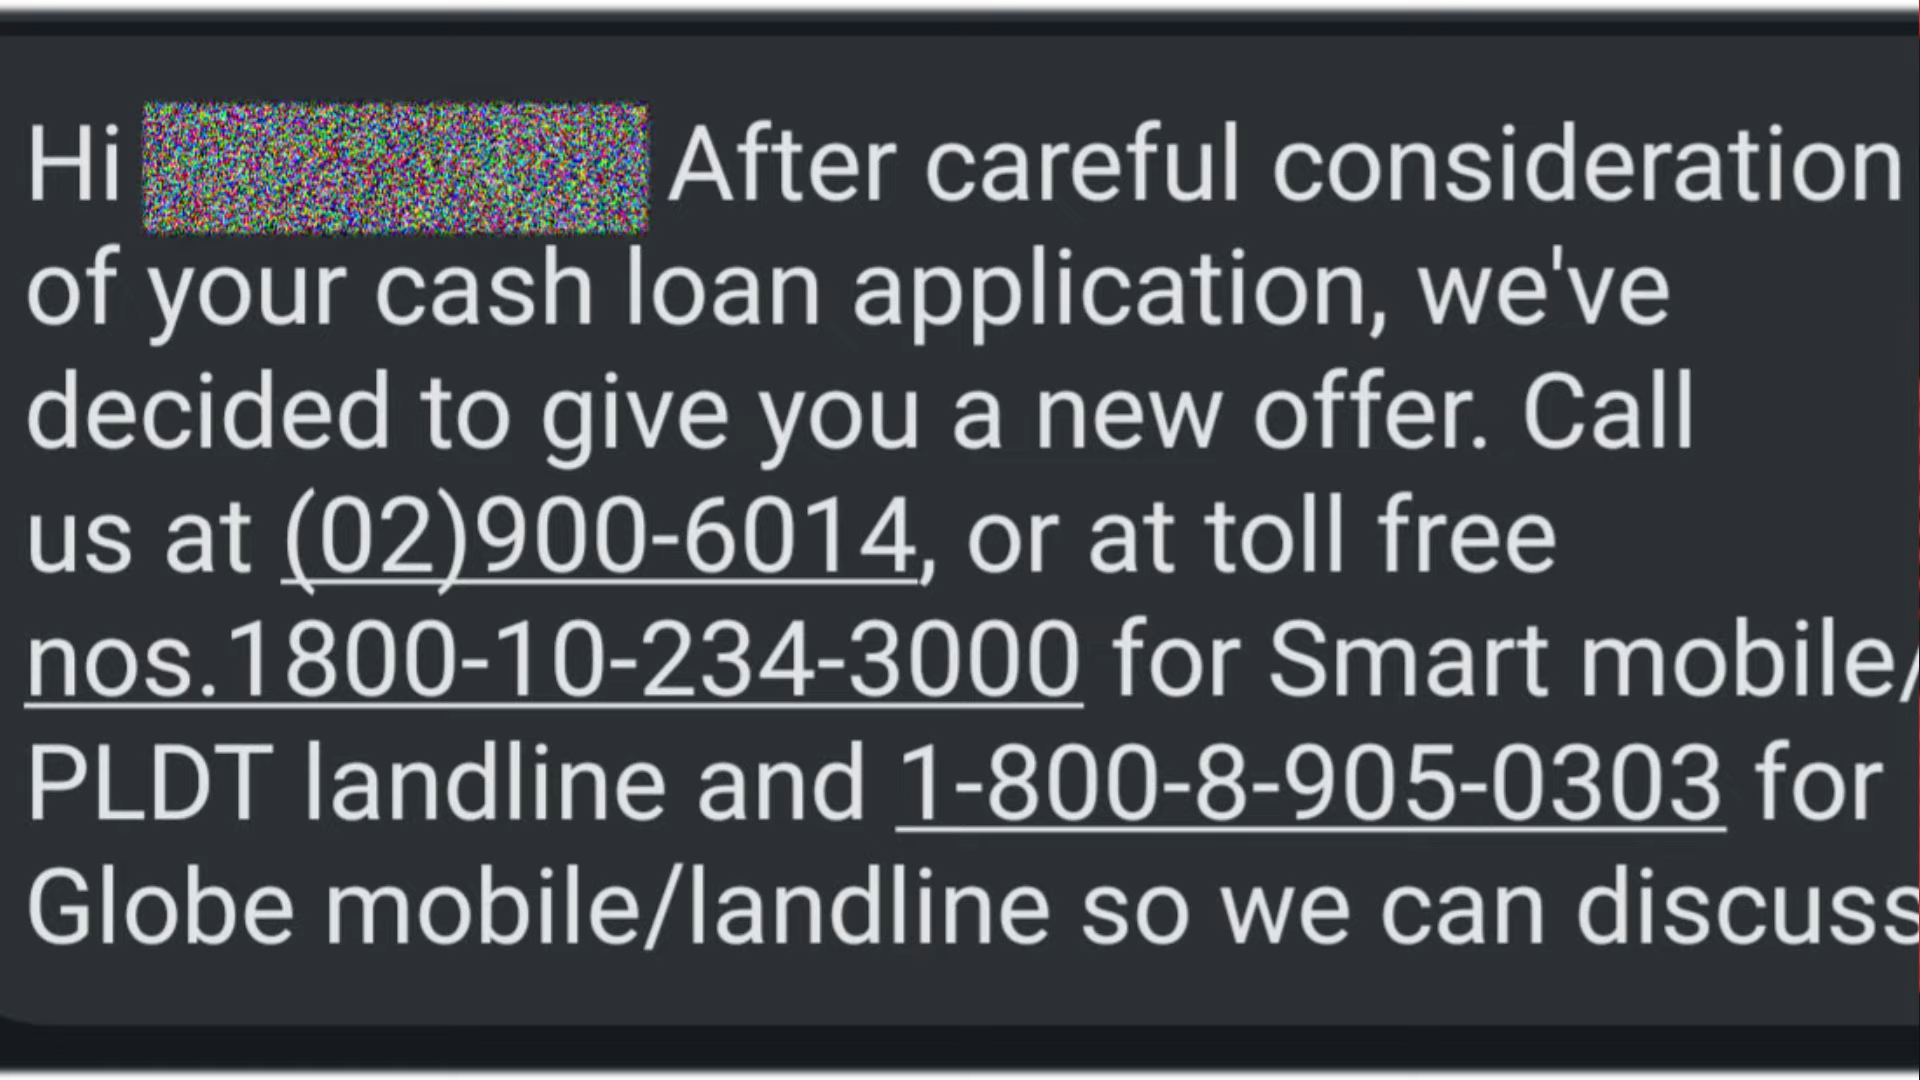 Hi After careful consideration
of your cash loan application, we've
decided to give you a new offer. Call
us at (02)900-6014, or at toll free
nos.1800-10-234-3000 for Smart mobile/
PLDT landline and 1-800-8-905-0303 for
Globe mobile/landline so we can discuss